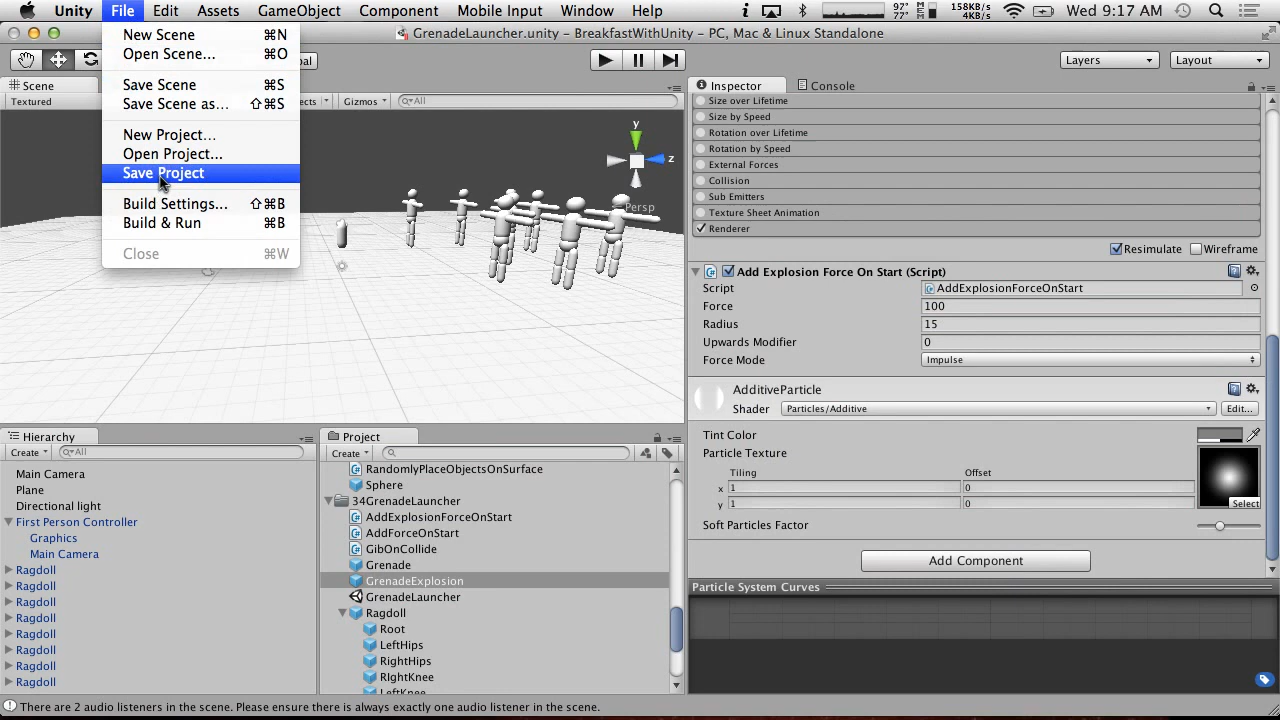 Unity File Edit Assets GameObject Component Mobile Input Window Help 97° 77° MEM 158KB/S 4KB/S Wed 9:17 AM
GrenadeLauncher.unity - BreakfastWithUnity - PC, Mac & Linux Standalone
New Scene ⌘N
Open Scene... ⌘O
Save Scene ⌘S
Save Scene as... ⇧⌘S
New Project...
Open Project...
Save Project
Build Settings... ⇧⌘B
Build & Run ⌘B
Close ⌘W
Layers Layout
Scene
Textured Gizmos All
y
z
Persp
Inspector Console
Size over Lifetime
Size by Speed
Rotation over Lifetime
Rotation by Speed
External Forces
Collision
Sub Emitters
Texture Sheet Animation
Renderer
Resimulate Wireframe
Add Explosion Force On Start (Script)
Script AddExplosionForceOnStart
Force 100
Radius 15
Upwards Modifier 0
Force Mode Impulse
AdditiveParticle
Shader Particles/Additive Edit...
Tint Color
Particle Texture
Tiling Offset
x 1 0
y 1 0
Select
Soft Particles Factor
Add Component
Particle System Curves
Hierarchy
Create All
Main Camera
Plane
Directional light
First Person Controller
Graphics
Main Camera
Ragdoll
Ragdoll
Ragdoll
Ragdoll
Ragdoll
Ragdoll
Ragdoll
Ragdoll
Project
Create
RandomlyPlaceObjectsOnSurface
Sphere
34GrenadeLauncher
AddExplosionForceOnStart
AddForceOnStart
GibOnCollide
Grenade
GrenadeExplosion
GrenadeLauncher
Ragdoll
Root
LeftHips
RightHips
RIghtKnee
LeftKnee
There are 2 audio listeners in the scene. Please ensure there is always exactly one audio listener in the scene.